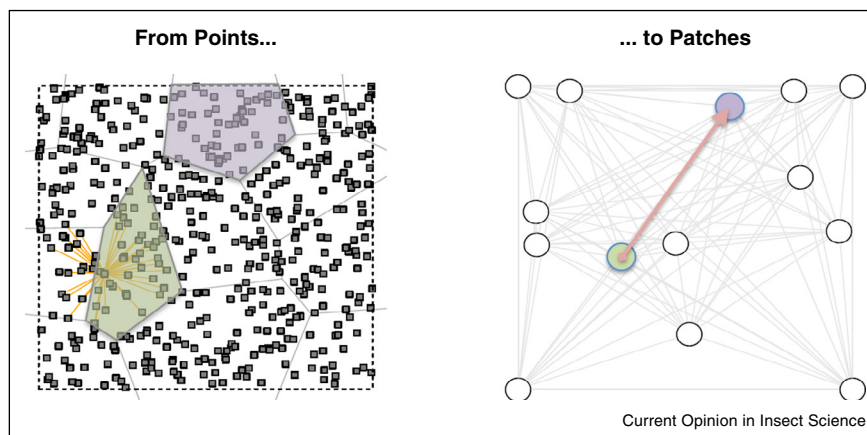 From Points...
... to Patches
Current Opinion in Insect Science